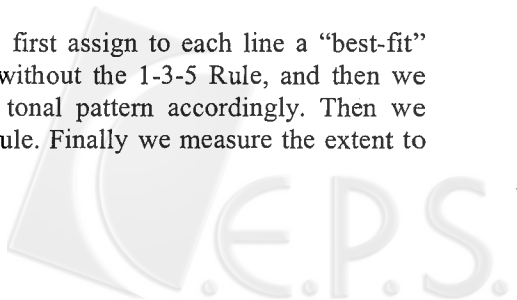 first assign to each line a “best-fit”
without the 1-3-5 Rule, and then we
tonal pattern accordingly. Then we
ule. Finally we measure the extent to
C.E.P.S.